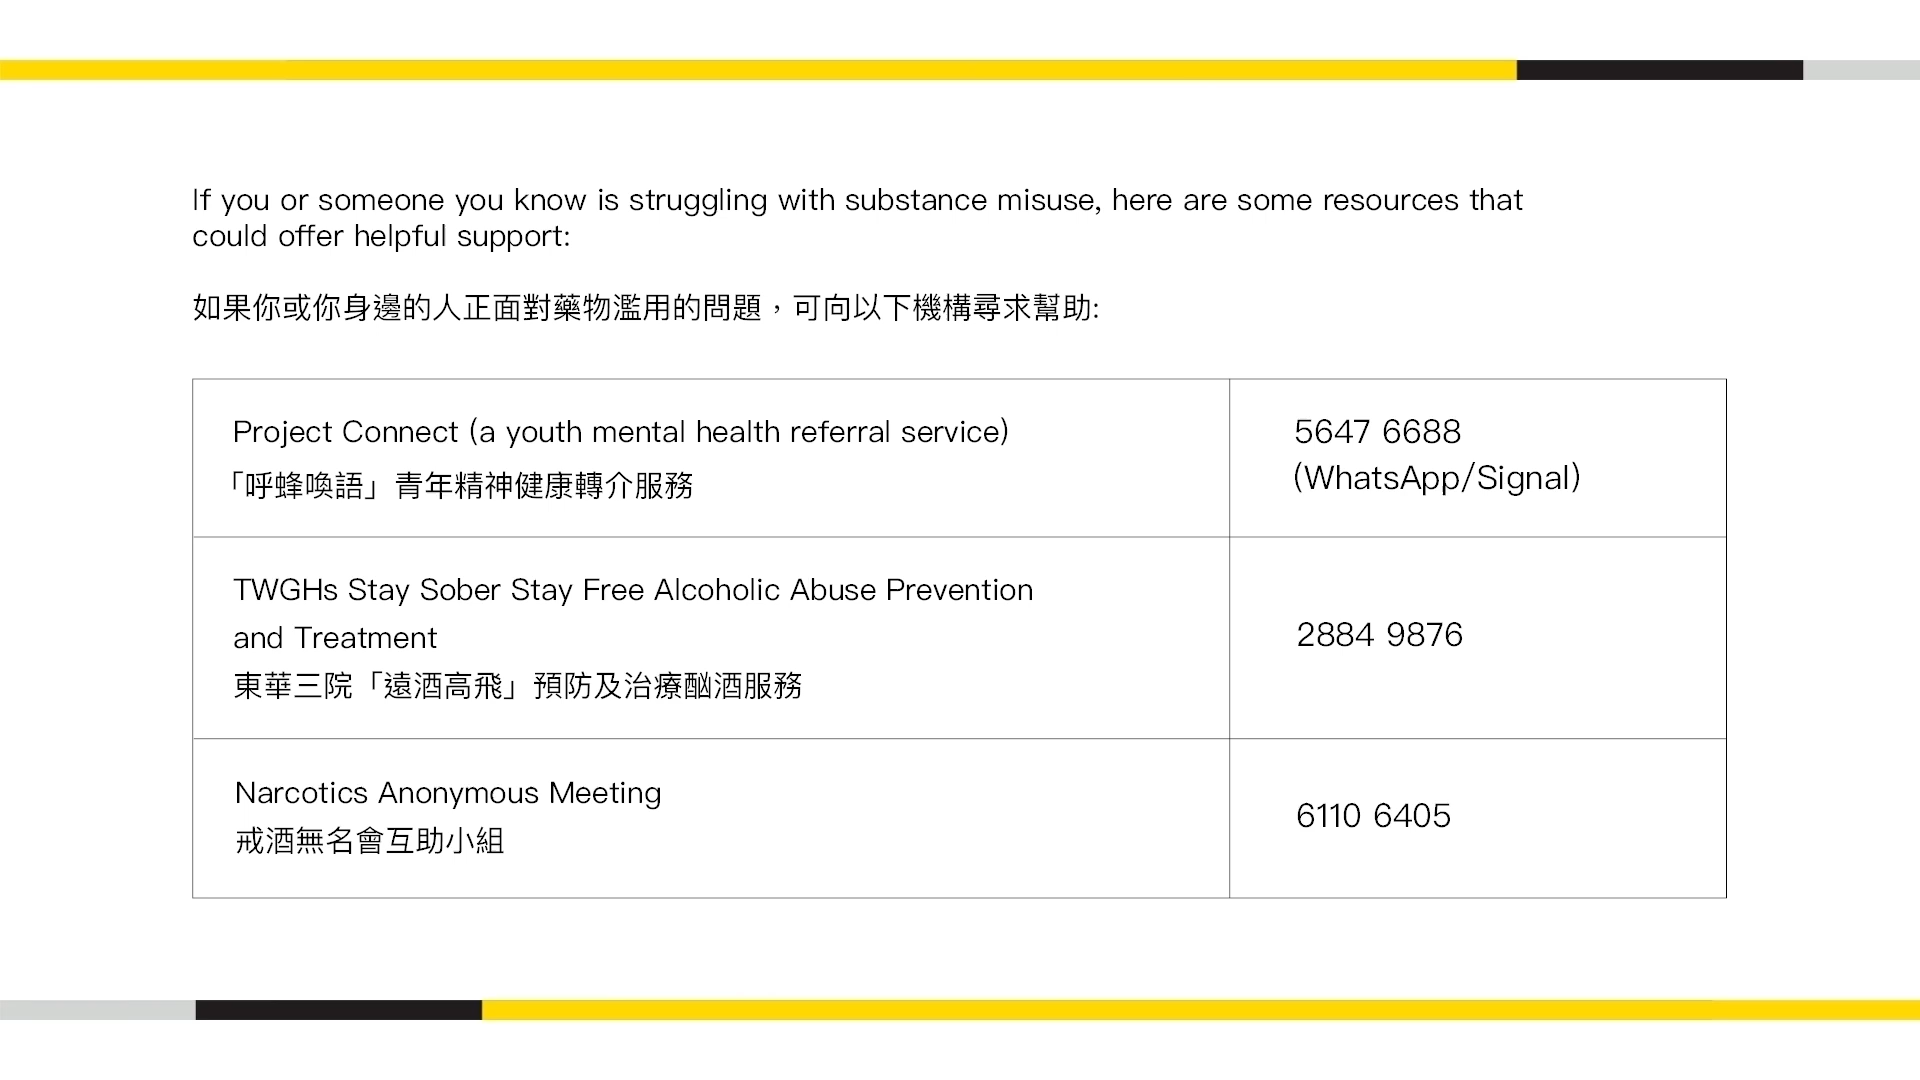 If you or someone you know is struggling with substance misuse, here are some resources that
could offer helpful support:
如果你或你身邊的人正面對藥物濫用的問題，可向以下機構尋求幫助:
Project Connect (a youth mental health referral service)
「呼蜂喚語」青年精神健康轉介服務
5647 6688
(WhatsApp/Signal)
TWGHs Stay Sober Stay Free Alcoholic Abuse Prevention
and Treatment
東華三院「遠酒高飛」預防及治療酗酒服務
2884 9876
Narcotics Anonymous Meeting
戒酒無名會互助小組
6110 6405